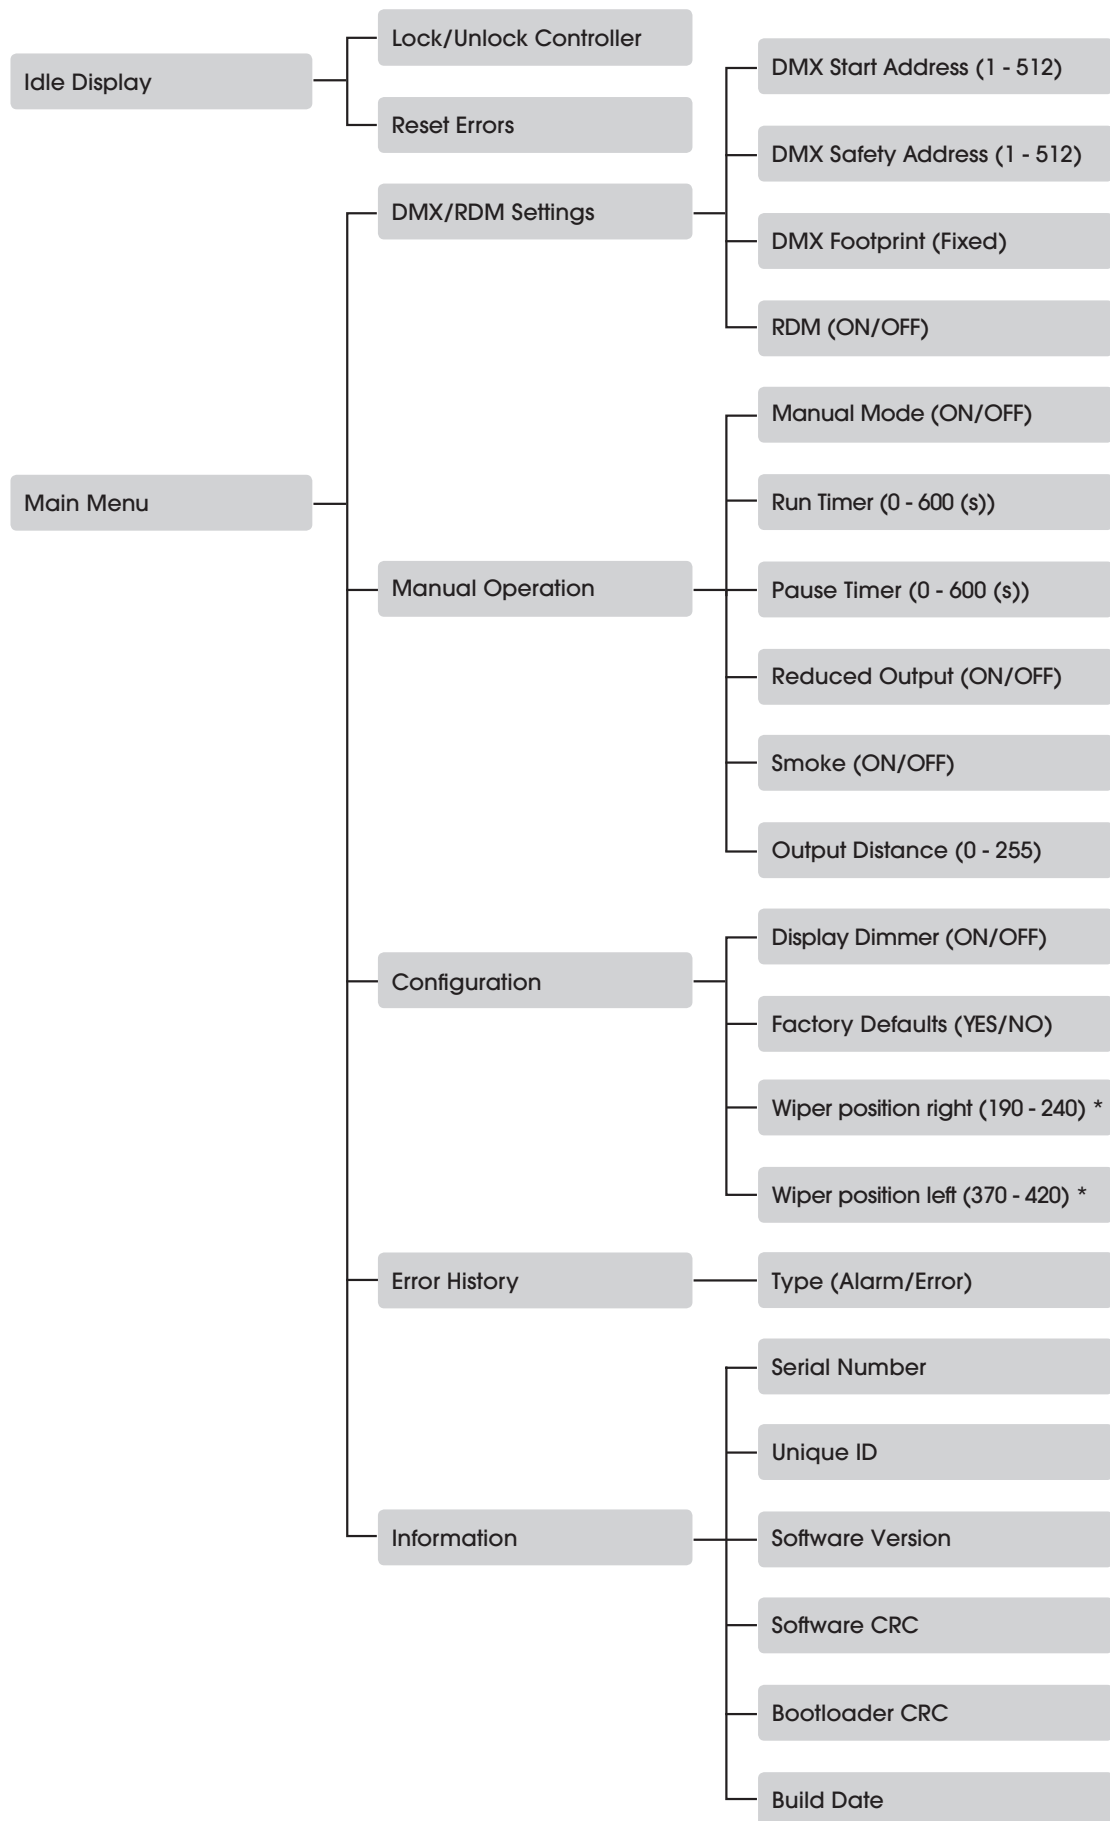 Idle Display
Lock/Unlock Controller
Reset Errors
Main Menu
DMX/RDM Settings
DMX Start Address (1 - 512)
DMX Safety Address (1 - 512)
DMX Footprint (Fixed)
RDM (ON/OFF)
Manual Operation
Manual Mode (ON/OFF)
Run Timer (0 - 600 (s))
Pause Timer (0 - 600 (s))
Reduced Output (ON/OFF)
Smoke (ON/OFF)
Output Distance (0 - 255)
Configuration
Display Dimmer (ON/OFF)
Factory Defaults (YES/NO)
Wiper position right (190 - 240) *
Wiper position left (370 - 420) *
Error History
Type (Alarm/Error)
Information
Serial Number
Unique ID
Software Version
Software CRC
Bootloader CRC
Build Date